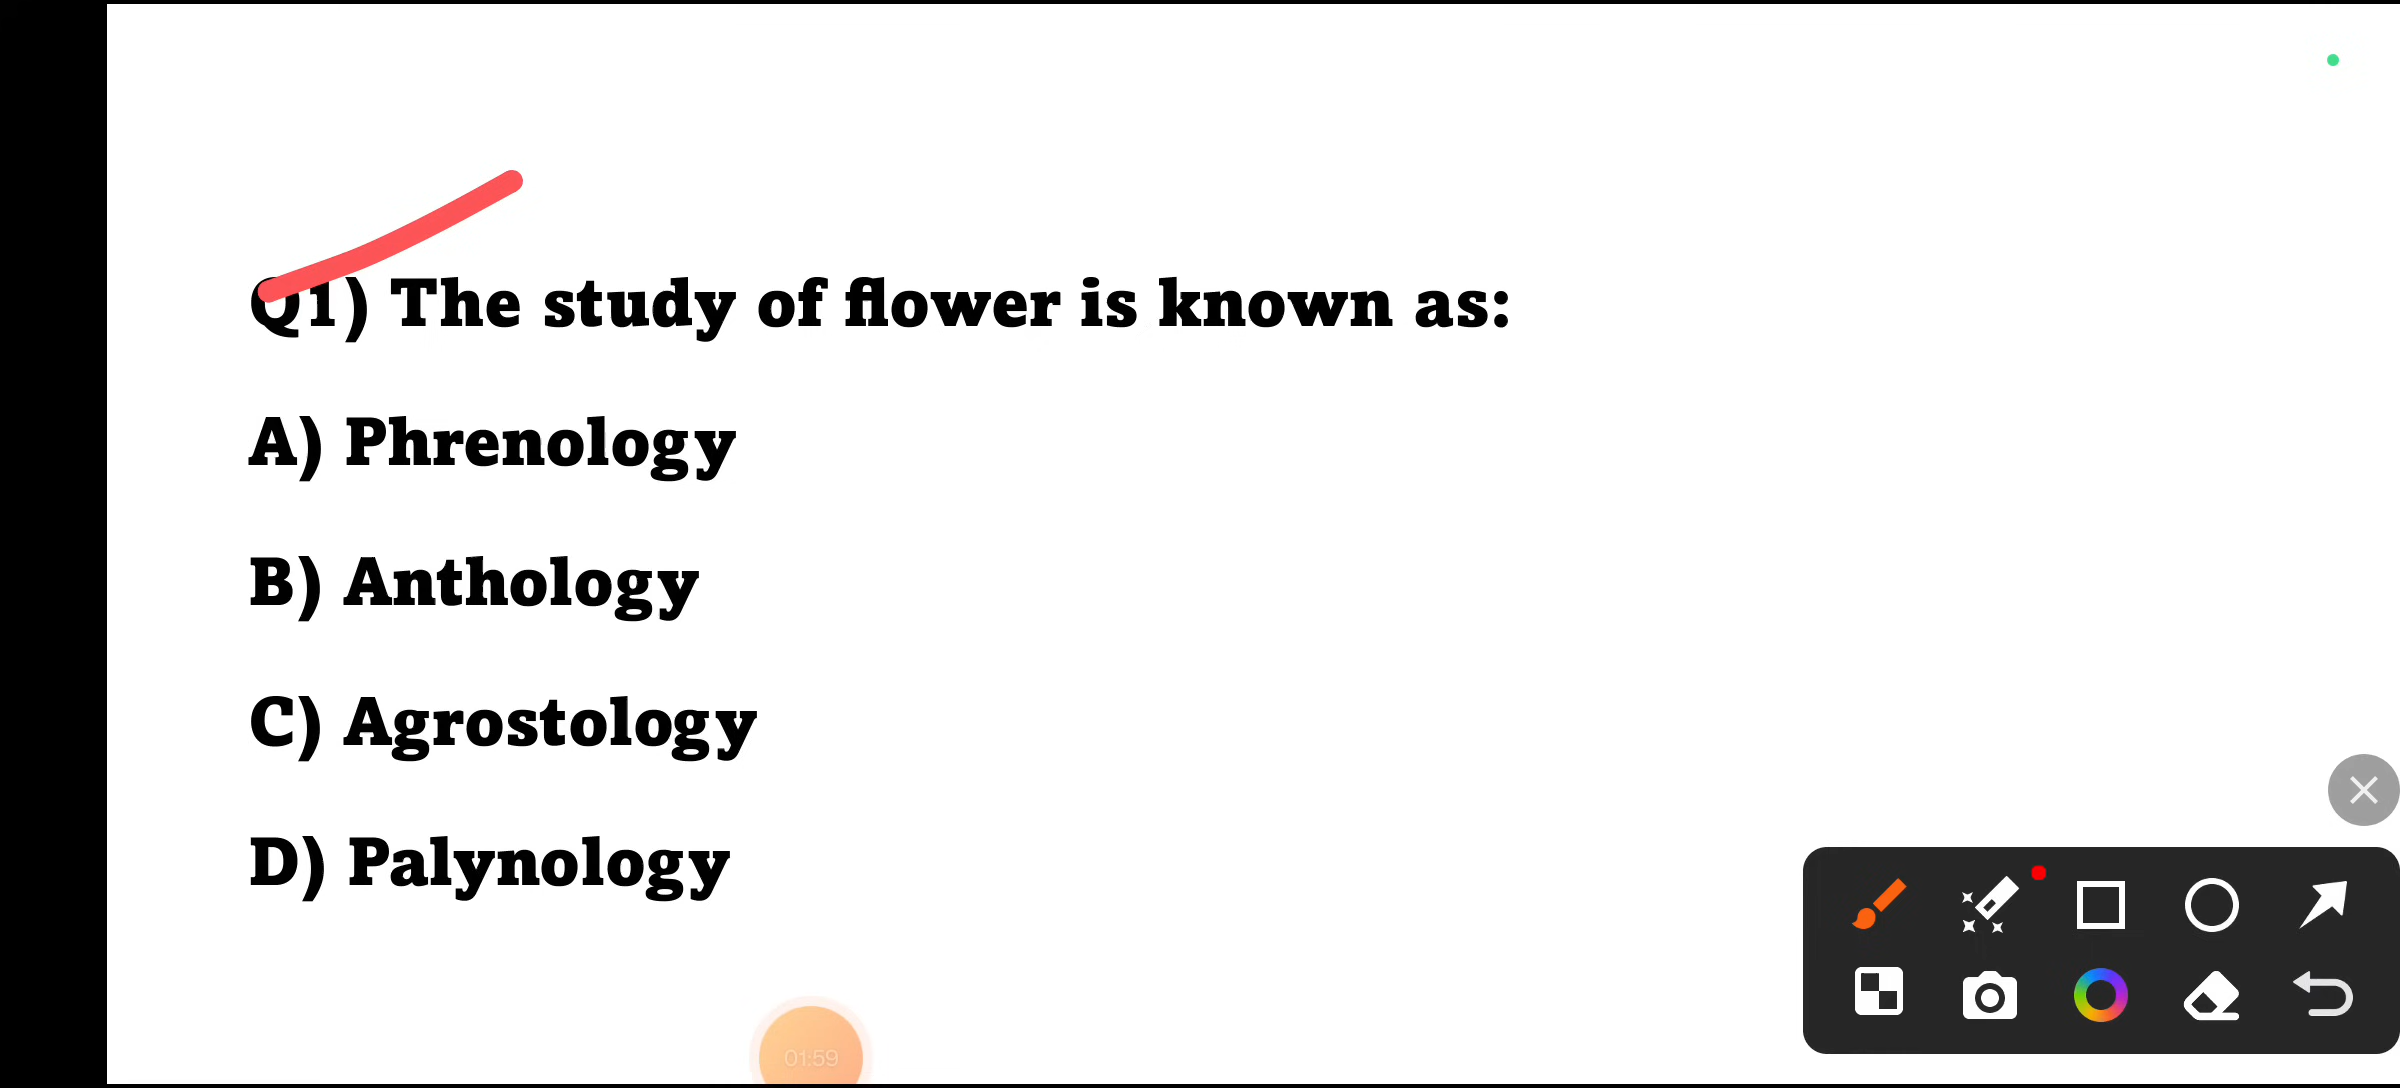 Q1) The study of flower is known as:
A) Phrenology
B) Anthology
C) Agrostology
D) Palynology
01:59